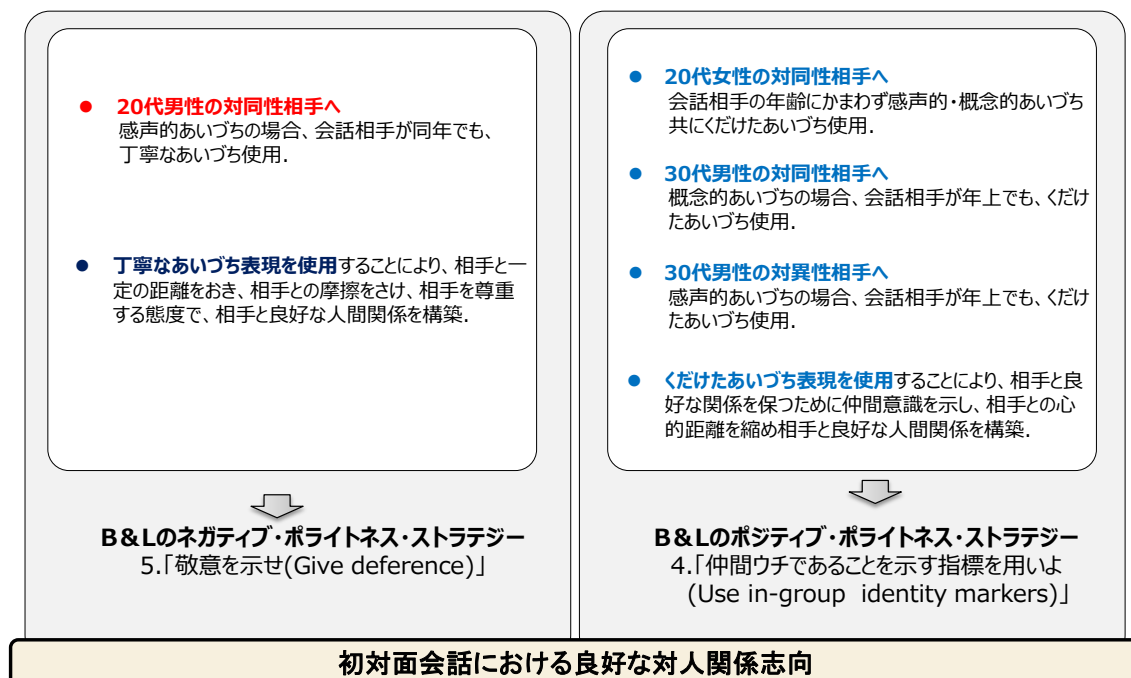 ● 20代男性の対同性相手へ
感声的あいづちの場合、会話相手が同年でも、
丁寧なあいづち使用.
● 丁寧なあいづち表現を使用することにより、相手と一
定の距離をおき、相手との摩擦をさけ、相手を尊重
する態度で、相手と良好な人間関係を構築.
B&Lのネガティブ・ポライトネス・ストラテジー
5.「敬意を示せ(Give deference)」
● 20代女性の対同性相手へ
会話相手の年齢にかまわず感声的・概念的あいづち
共にくだけたあいづち使用.
● 30代男性の対同性相手へ
概念的あいづちの場合、会話相手が年上でも、くだけ
たあいづち使用.
● 30代男性の対異性相手へ
感声的あいづちの場合、会話相手が年上でも、くだけ
たあいづち使用.
● くだけたあいづち表現を使用することにより、相手と良
好な関係を保つために仲間意識を示し、相手との心
的距離を縮め相手と良好な人間関係を構築.
B&Lのポジティブ・ポライトネス・ストラテジー
4.「仲間ウチであることを示す指標を用いよ
(Use in-group identity markers)」
初対面会話における良好な対人関係志向